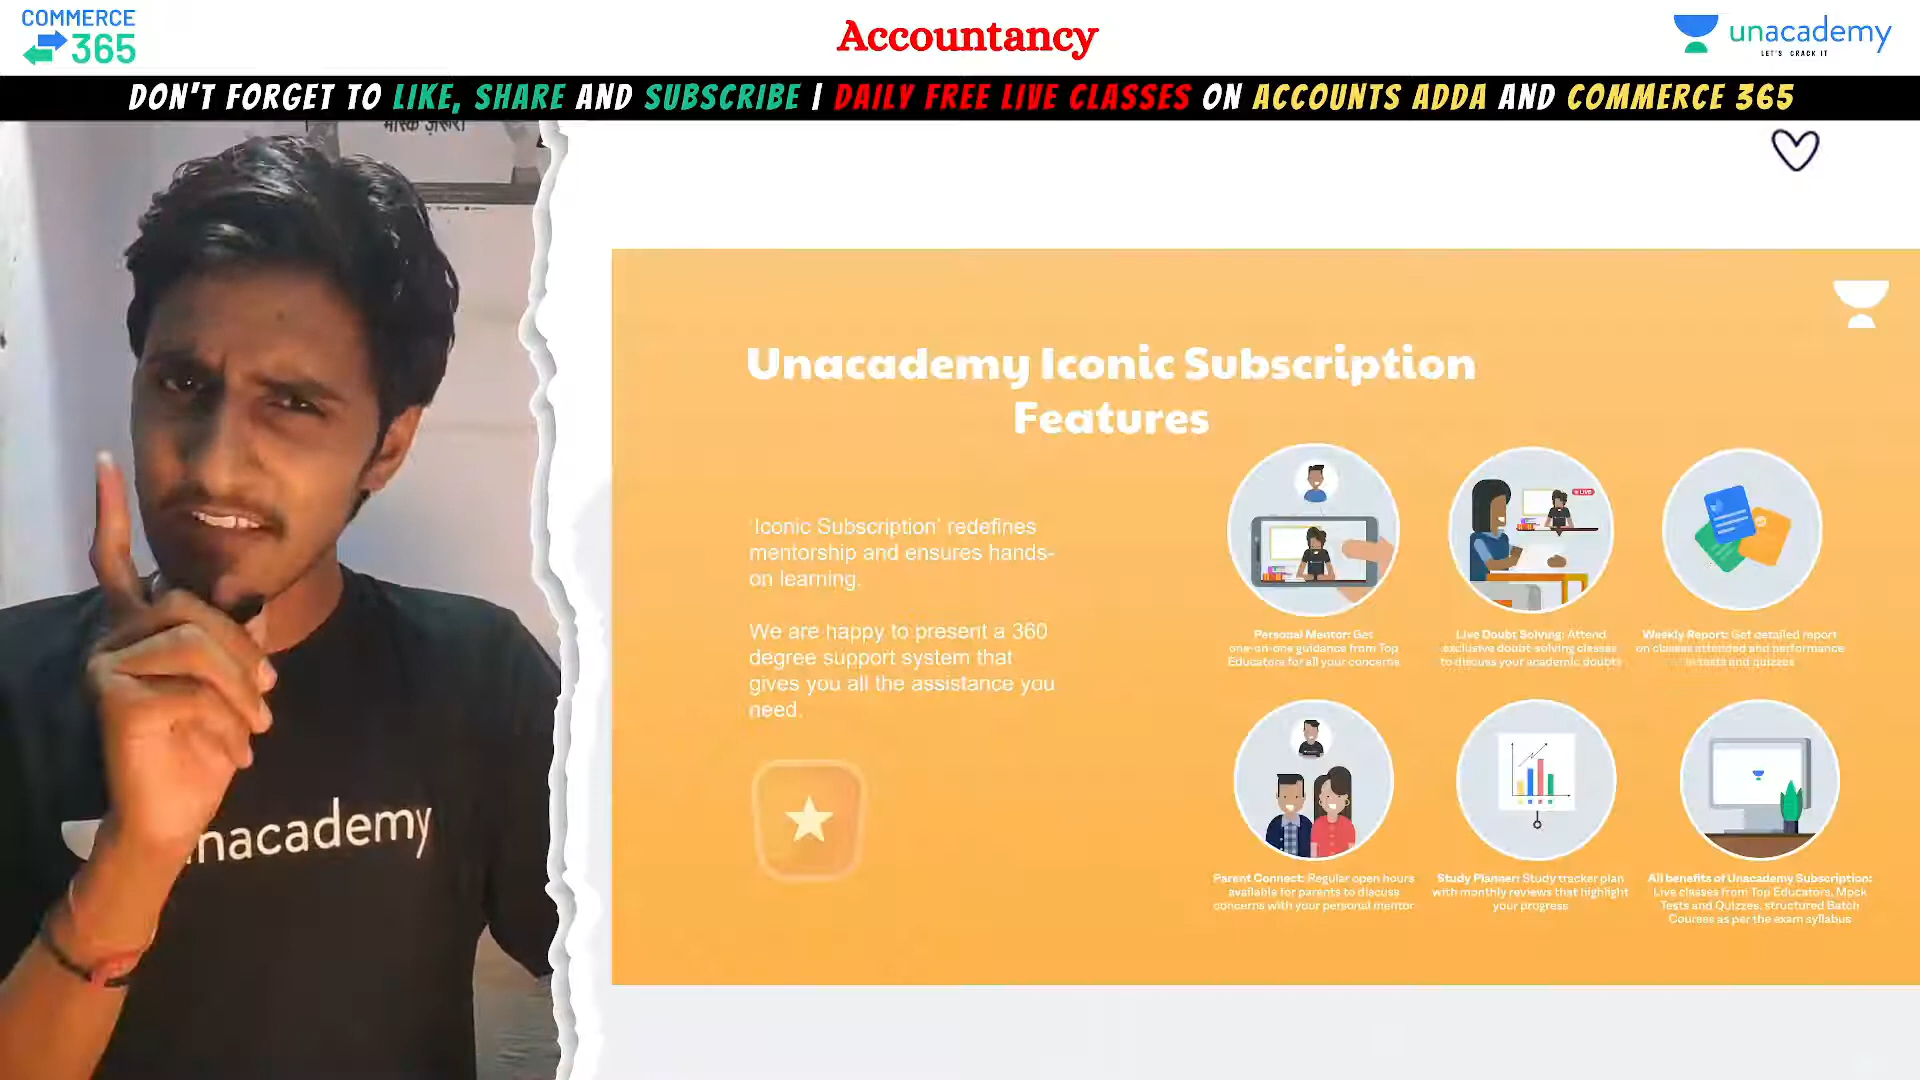 COMMERCE
365
Accountancy
unacademy
LET'S CRACK IT
DON'T FORGET TO LIKE, SHARE AND SUBSCRIBE | DAILY FREE LIVE CLASSES ON ACCOUNTS ADDA AND COMMERCE 365
मास्क ज़रूरी
Unacademy Iconic Subscription
Features
'Iconic Subscription' redefines
mentorship and ensures hands-
on learning.
We are happy to present a 360
degree support system that
gives you all the assistance you
need.
LIVE
Personal Mentor: Get
one-on-one guidance from Top
Educators for all your concerns
Live Doubt Solving: Attend
exclusive doubt-solving classes
to discuss your academic doubts
Weekly Report: Get detailed report
on classes attended and performance
in tests and quizzes
Parent Connect: Regular open hours
available for parents to discuss
concerns with your personal mentor
Study Planner: Study tracker plan
with monthly reviews that highlight
your progress
All benefits of Unacademy Subscription:
Live classes from Top Educators, Mock
Tests and Quizzes, structured Batch
Courses as per the exam syllabus
nacademy